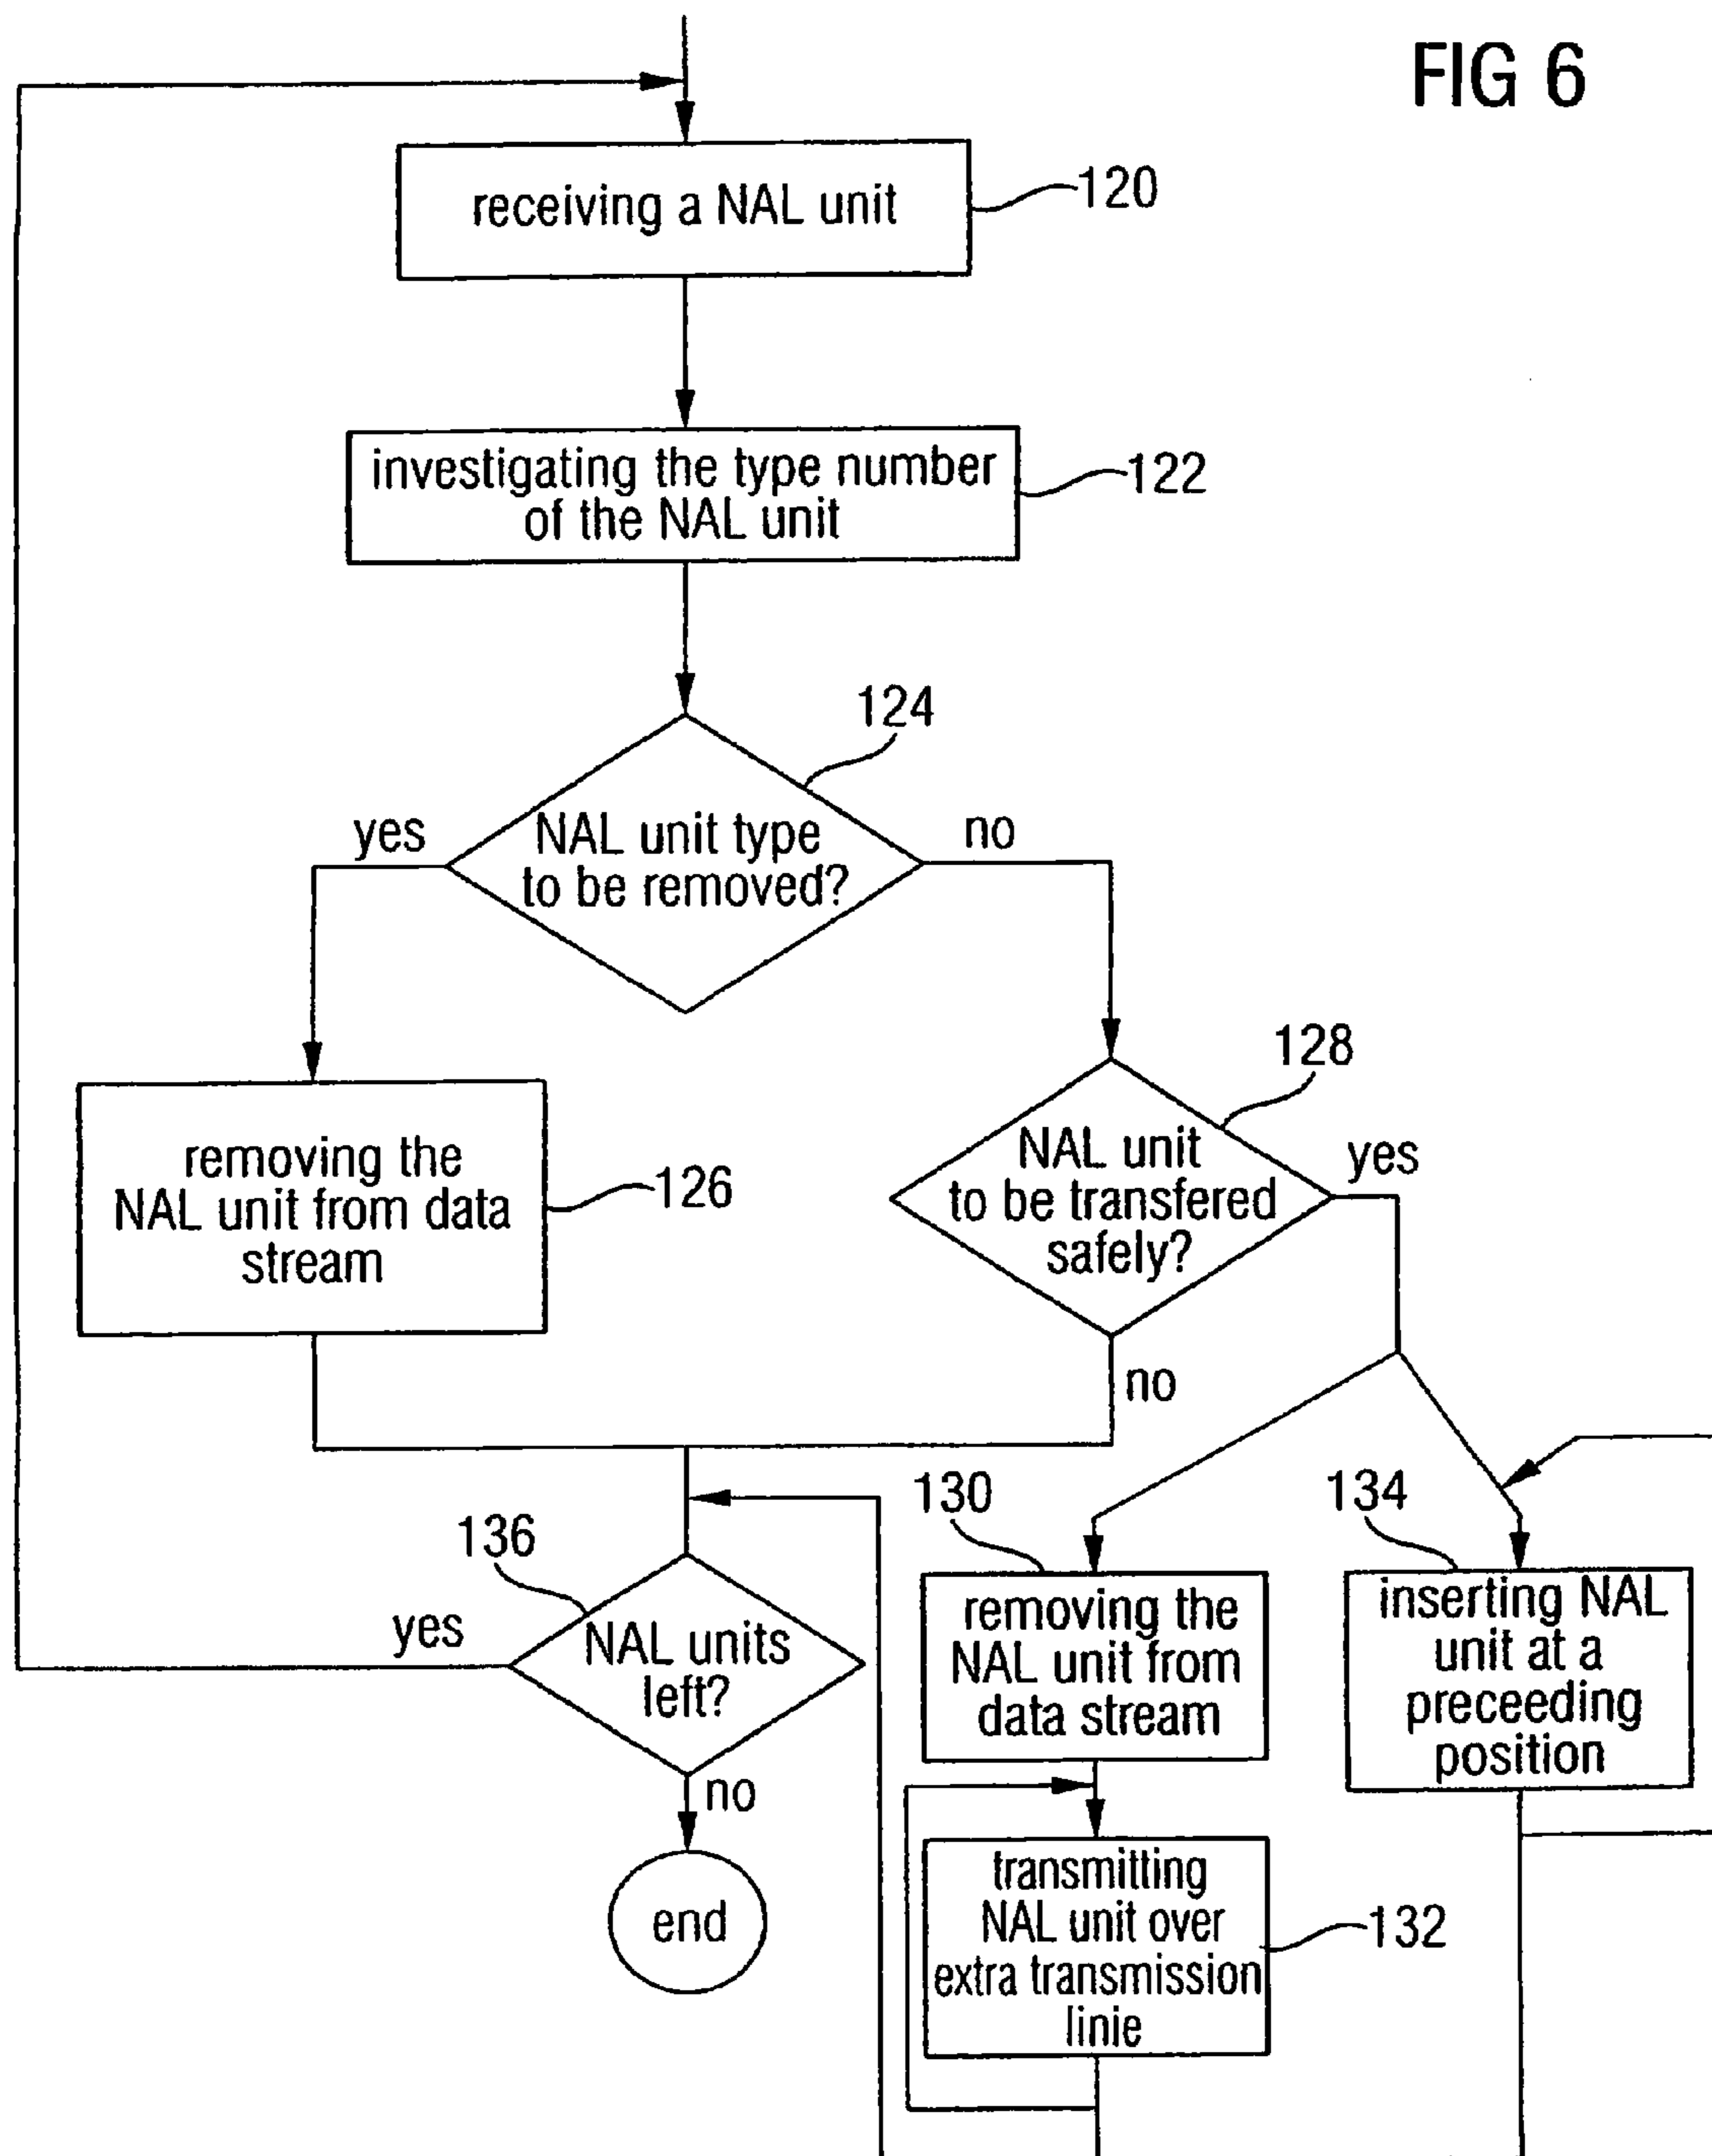 FIG 6
receiving a NAL unit
120
investigating the type number
of the NAL unit
122
124
yes
NAL unit type
to be removed?
no
128
removing the
NAL unit from data
stream
126
NAL unit
to be transfered
safely?
yes
no
130
134
136
yes
NAL units
left?
no
end
removing the
NAL unit from
data stream
inserting NAL
unit at a
preceeding
position
transmitting
NAL unit over
extra transmission
linie
132